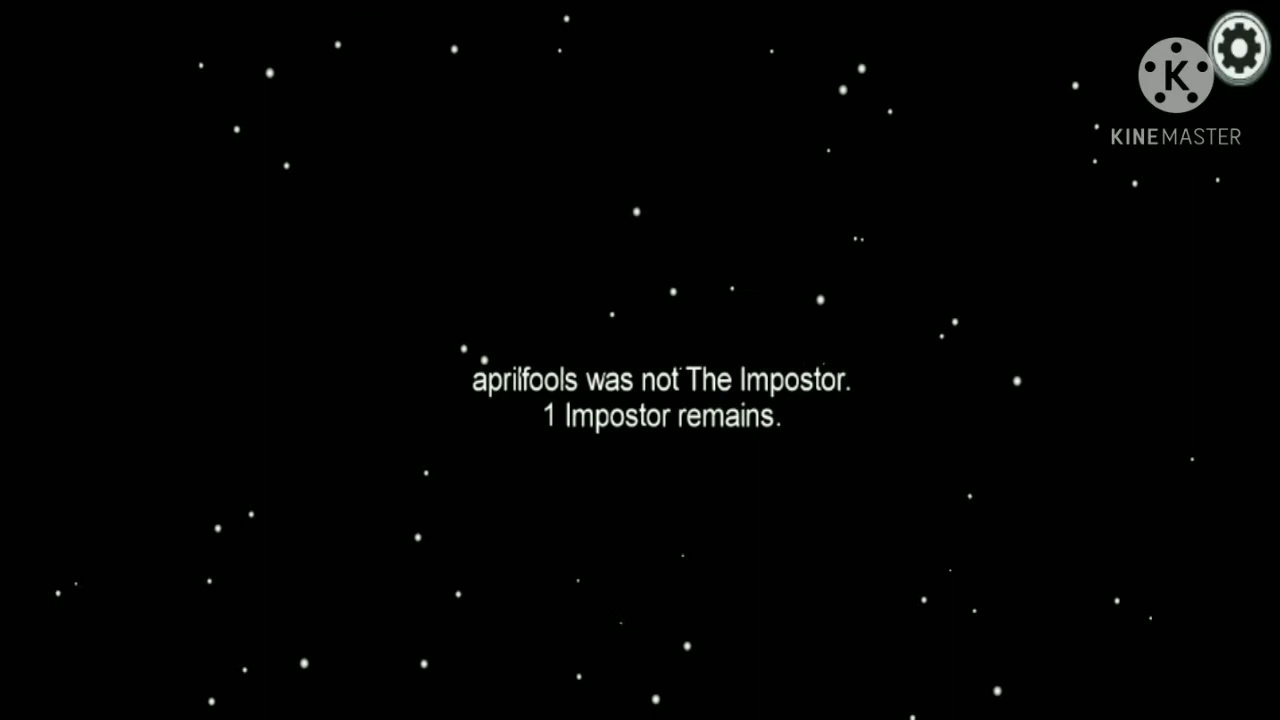 K
KINEMASTER
aprilfools was not The Impostor.
1 Impostor remains.